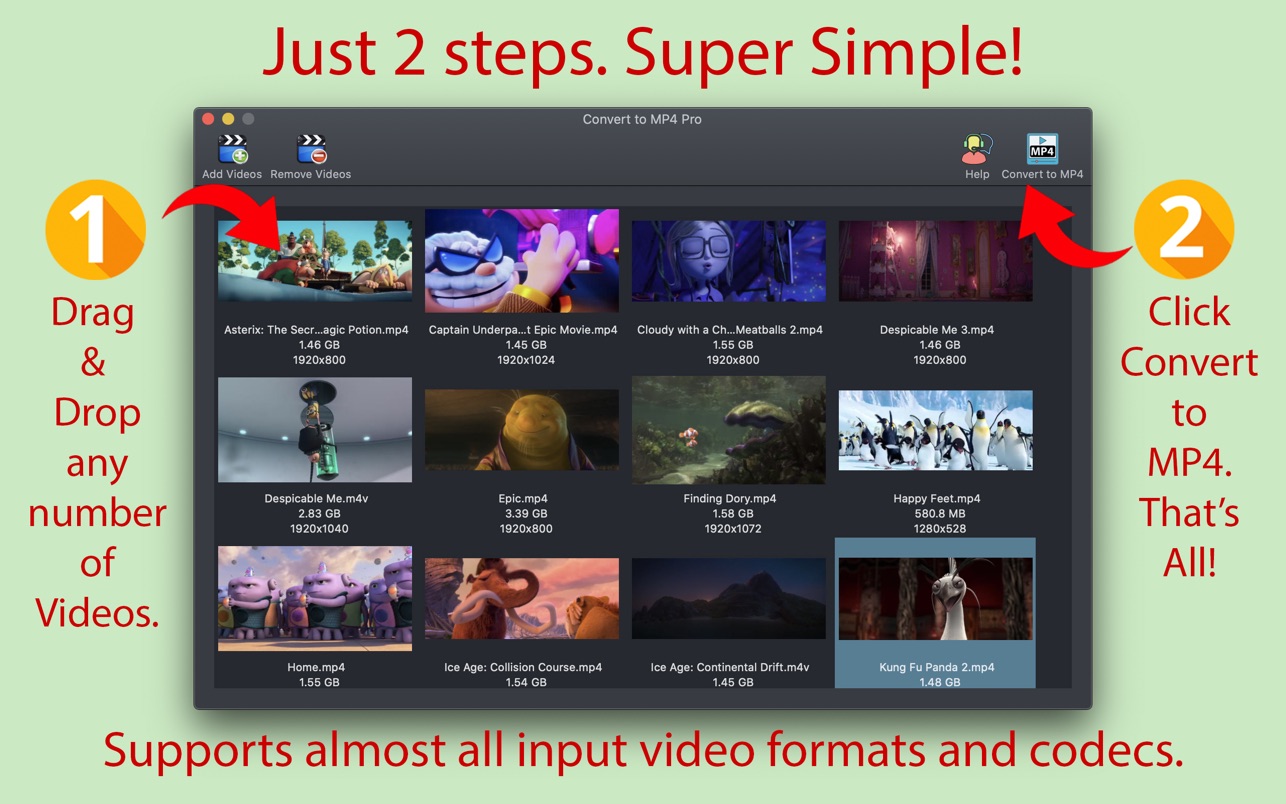 Just 2 steps. Super Simple!
Convert to MP4 Pro
Add Videos
Remove Videos
Help
MP4
Convert to MP4
1
Drag
&
Drop
any
number
of
Videos.
Asterix: The Secr...agic Potion.mp4
1.46 GB
1920x800
Captain Underpa...t Epic Movie.mp4
1.45 GB
1920x1024
Cloudy with a Ch...Meatballs 2.mp4
1.55 GB
1920x800
Despicable Me 3.mp4
1.46 GB
1920x800
Despicable Me.m4v
2.83 GB
1920x1040
Epic.mp4
3.39 GB
1920x800
Finding Dory.mp4
1.58 GB
1920x1072
Happy Feet.mp4
580.8 MB
1280x528
Home.mp4
1.55 GB
Ice Age: Collision Course.mp4
1.54 GB
Ice Age: Continental Drift.m4v
1.45 GB
Kung Fu Panda 2.mp4
1.48 GB
2
Click
Convert
to
MP4.
That's
All!
Supports almost all input video formats and codecs.